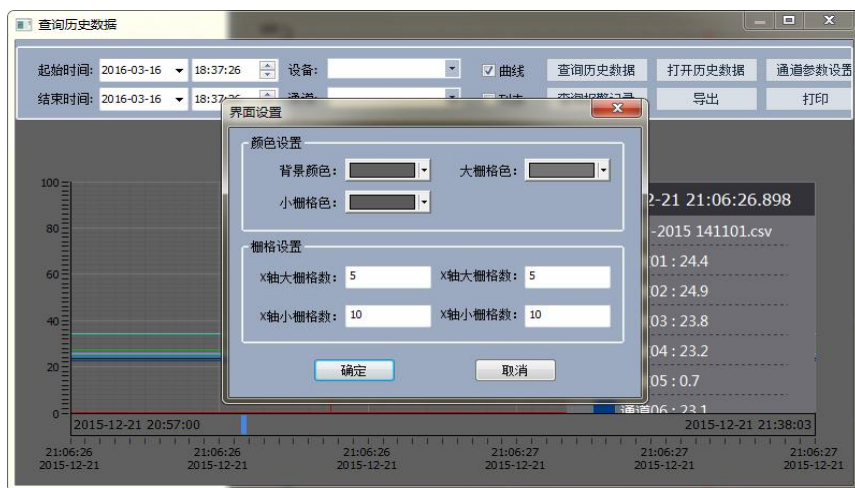 查询历史数据
起始时间: 2016-03-16 18:37:26 设备: 曲线 查询历史数据 打开历史数据 通道参数设置
结束时间: 2016-03-16 导出 打印
界面设置
颜色设置
背景颜色: 大栅格色:
小栅格色:
栅格设置
X轴大栅格数: 5 X轴大栅格数: 5
X轴小栅格数: 10 X轴小栅格数: 10
确定 取消
100
80
60
40
20
0
2-21 21:06:26.898
-2015 141101.csv
01 : 24.4
02 : 24.9
03 : 23.8
04 : 23.2
05 : 0.7
通道06 : 23.1
2015-12-21 20:57:00 2015-12-21 21:38:03
21:06:26 21:06:26 21:06:26 21:06:27 21:06:27 21:06:27
2015-12-21 2015-12-21 2015-12-21 2015-12-21 2015-12-21 2015-12-21